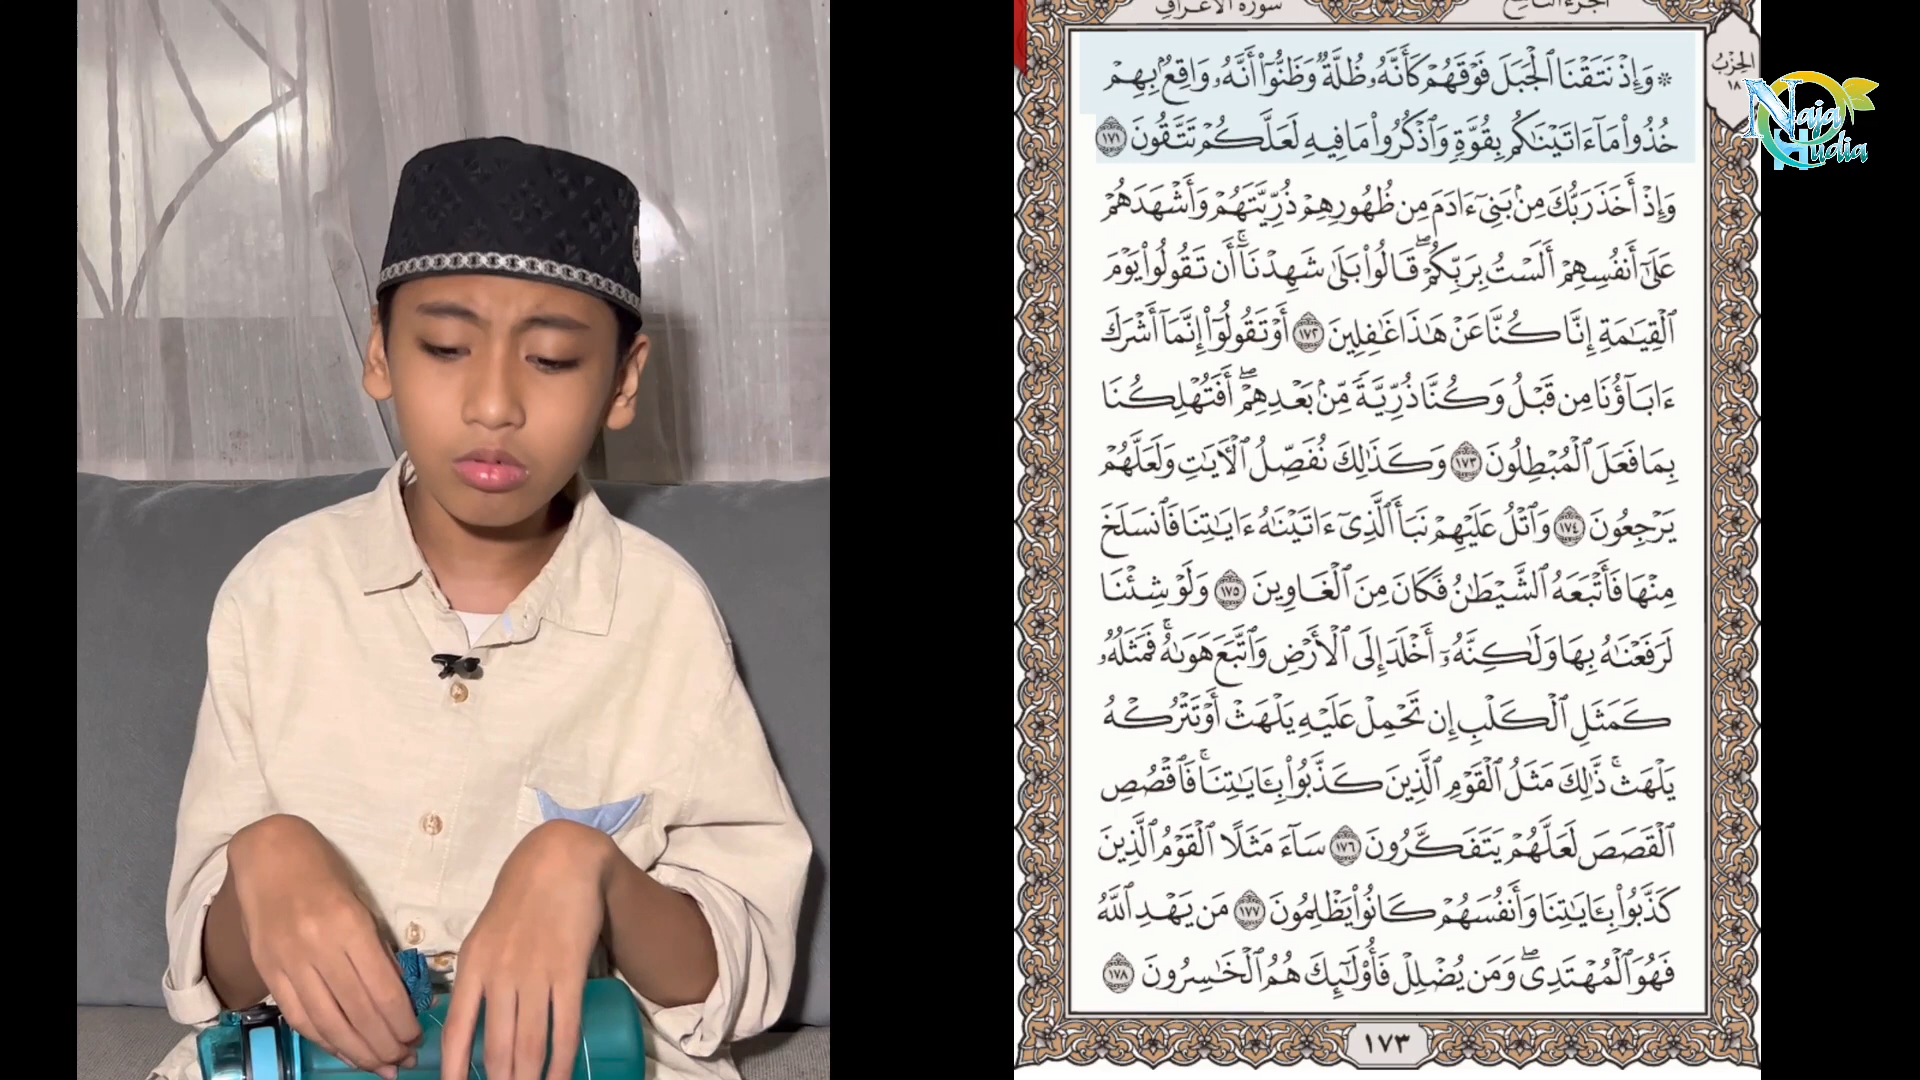 سورة الأعراف
الجزء التاسع
الحزب
١٨
Naja
Hudia
۞ وَإِذْ نَتَقْنَا ٱلْجَبَلَ فَوْقَهُمْ كَأَنَّهُۥ ظُلَّةٌ وَظَنُّوٓا۟ أَنَّهُۥ وَاقِعٌۢ بِهِمْ
خُذُوا۟ مَآ ءَاتَيْنَٰكُم بِقُوَّةٍ وَٱذْكُرُوا۟ مَا فِيهِ لَعَلَّكُمْ تَتَّقُونَ ١٧١
وَإِذْ أَخَذَ رَبُّكَ مِنۢ بَنِىٓ ءَادَمَ مِن ظُهُورِهِمْ ذُرِّيَّتَهُمْ وَأَشْهَدَهُمْ
عَلَىٰٓ أَنفُسِهِمْ أَلَسْتُ بِرَبِّكُمْ ۖ قَالُوا۟ بَلَىٰ شَهِدْنَآ ۚ أَن تَقُولُوا۟ يَوْمَ
ٱلْقِيَٰمَةِ إِنَّا كُنَّا عَنْ هَٰذَا غَٰفِلِينَ ١٧٢ أَوْ تَقُولُوٓا۟ إِنَّمَآ أَشْرَكَ
ءَابَآؤُنَا مِن قَبْلُ وَكُنَّا ذُرِّيَّةً مِّنۢ بَعْدِهِمْ ۖ أَفَتُهْلِكُنَا
بِمَا فَعَلَ ٱلْمُبْطِلُونَ ١٧٣ وَكَذَٰلِكَ نُفَصِّلُ ٱلْءَايَٰتِ وَلَعَلَّهُمْ
يَرْجِعُونَ ١٧٤ وَٱتْلُ عَلَيْهِمْ نَبَأَ ٱلَّذِىٓ ءَاتَيْنَٰهُ ءَايَٰتِنَا فَٱنسَلَخَ
مِنْهَا فَأَتْبَعَهُ ٱلشَّيْطَٰنُ فَكَانَ مِنَ ٱلْغَاوِينَ ١٧٥ وَلَوْ شِئْنَا
لَرَفَعْنَٰهُ بِهَا وَلَٰكِنَّهُۥٓ أَخْلَدَ إِلَى ٱلْأَرْضِ وَٱتَّبَعَ هَوَىٰهُ ۚ فَمَثَلُهُۥ
كَمَثَلِ ٱلْكَلْبِ إِن تَحْمِلْ عَلَيْهِ يَلْهَثْ أَوْ تَتْرُكْهُ
يَلْهَث ۚ ذَّٰلِكَ مَثَلُ ٱلْقَوْمِ ٱلَّذِينَ كَذَّبُوا۟ بِـَٔايَٰتِنَا ۚ فَٱقْصُصِ
ٱلْقَصَصَ لَعَلَّهُمْ يَتَفَكَّرُونَ ١٧٦ سَآءَ مَثَلًا ٱلْقَوْمُ ٱلَّذِينَ
كَذَّبُوا۟ بِـَٔايَٰتِنَا وَأَنفُسَهُمْ كَانُوا۟ يَظْلِمُونَ ١٧٧ مَن يَهْدِ ٱللَّهُ
فَهُوَ ٱلْمُهْتَدِى ۖ وَمَن يُضْلِلْ فَأُو۟لَٰٓئِكَ هُمُ ٱلْخَٰسِرُونَ ١٧٨
١٧٣